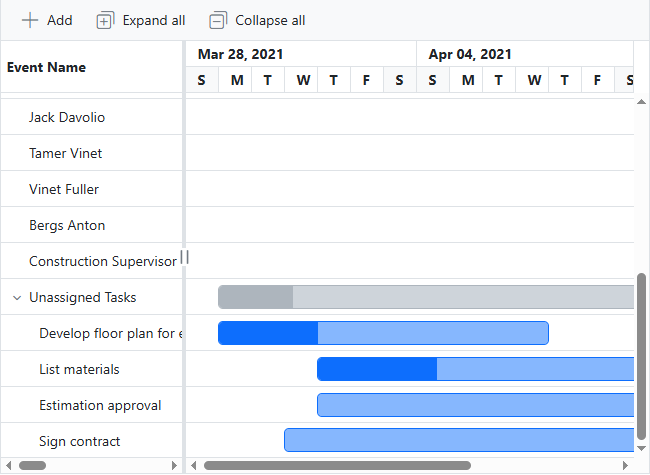 Add Expand all Collapse all
Event Name
Mar 28, 2021 Apr 04, 2021
S M T W T F S S M T W T F S
Jack Davolio
Tamer Vinet
Vinet Fuller
Bergs Anton
Construction Supervisor
Unassigned Tasks
Develop floor plan for e
List materials
Estimation approval
Sign contract